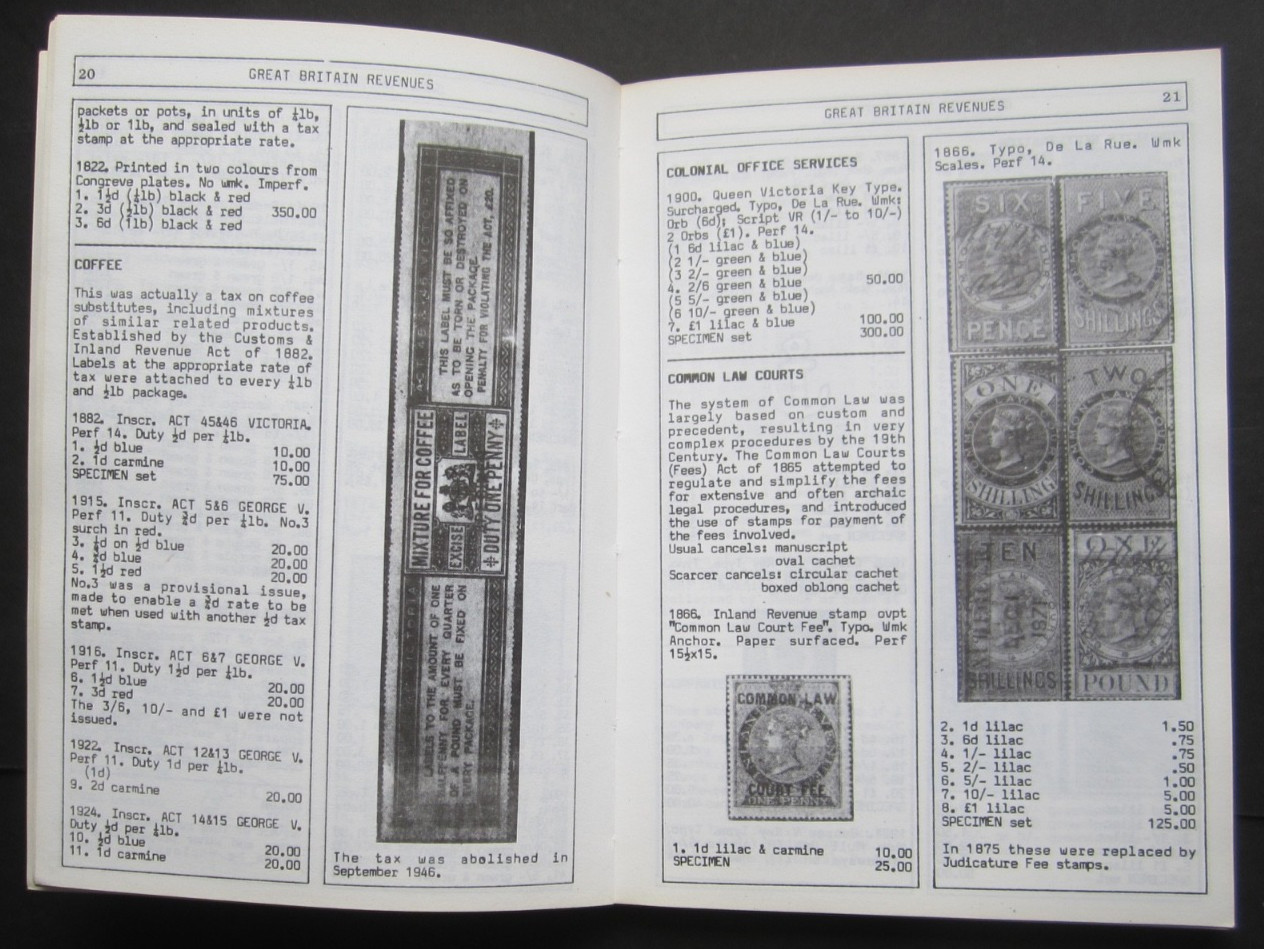 20
GREAT BRITAIN REVENUES
packets or pots, in units of ¼lb,
½lb or 1lb, and sealed with a tax
stamp at the appropriate rate.
1822. Printed in two colours from
Congreve plates. No wmk. Imperf.
1. 1½d (¼lb) black & red
2. 3d (½lb) black & red 350.00
3. 6d (1lb) black & red
COFFEE
This was actually a tax on coffee
substitutes, including mixtures
of similar related products.
Established by the Customs &
Inland Revenue Act of 1882.
Labels at the appropriate rate of
tax were attached to every ¼lb
and ½lb package.
1882. Inscr. ACT 45&46 VICTORIA.
Perf 14. Duty ½d per ¼lb.
1. ½d blue 10.00
2. 1d carmine 10.00
SPECIMEN set 75.00
1915. Inscr. ACT 5&6 GEORGE V.
Perf 11. Duty ¾d per ¼lb. No.3
surch in red.
3. ¼d on ½d blue 20.00
4. ¾d blue 20.00
5. 1½d red 20.00
No.3 was a provisional issue,
made to enable a ¾d rate to be
met when used with another ½d tax
stamp.
1916. Inscr. ACT 6&7 GEORGE V.
Perf 11. Duty 1½d per ¼lb.
6. 1½d blue 20.00
7. 3d red 20.00
The 3/6, 10/- and £1 were not
issued.
1922. Inscr. ACT 12&13 GEORGE V.
Perf 11. Duty 1d per ¼lb.
(1d)
9. 2d carmine 20.00
1924. Inscr. ACT 14&15 GEORGE V.
Duty ½d per ¼lb.
10. ½d blue 20.00
11. 1d carmine 20.00
THIS LABEL MUST BE SO AFFIXED
AS TO BE TORN OR DESTROYED ON
OPENING THE PACKAGE.
PENALTY FOR VIOLATING THE ACT, £20.
MIXTURE FOR COFFEE
EXCISE LABEL
DUTY ONE PENNY
LABELS TO THE AMOUNT OF ONE
HALFPENNY FOR EVERY QUARTER
OF A POUND MUST BE FIXED ON
EVERY PACKAGE.
The tax was abolished in
September 1946.
GREAT BRITAIN REVENUES
21
COLONIAL OFFICE SERVICES
1900. Queen Victoria Key Type.
Surcharged. Typo, De La Rue. Wmk:
Orb (6d); Script VR (1/- to 10/-)
2 Orbs (£1). Perf 14.
(1 6d lilac & blue)
(2 1/- green & blue)
(3 2/- green & blue)
4. 2/6 green & blue 50.00
(5 5/- green & blue)
(6 10/- green & blue)
7. £1 lilac & blue 100.00
SPECIMEN set 300.00
COMMON LAW COURTS
The system of Common Law was
largely based on custom and
precedent, resulting in very
complex procedures by the 19th
Century. The Common Law Courts
(Fees) Act of 1865 attempted to
regulate and simplify the fees
for extensive and often archaic
legal procedures, and introduced
the use of stamps for payment of
the fees involved.
Usual cancels: manuscript
oval cachet
Scarcer cancels: circular cachet
boxed oblong cachet
1866. Inland Revenue stamp ovpt
"Common Law Court Fee". Typo. Wmk
Anchor. Paper surfaced. Perf
15½x15.
COMMON LAW
INLAND REVENUE
COURT FEE
ONE PENNY
1. 1d lilac & carmine 10.00
SPECIMEN 25.00
1866. Typo, De La Rue. Wmk
Scales. Perf 14.
SIX
PENCE
FIVE
SHILLINGS
ONE
SHILLING
TWO
SHILLINGS
TEN
1871
SHILLINGS
ONE
POUND
2. 1d lilac 1.50
3. 6d lilac .75
4. 1/- lilac .75
5. 2/- lilac .50
6. 5/- lilac 1.00
7. 10/- lilac 5.00
8. £1 lilac 5.00
SPECIMEN set 125.00
In 1875 these were replaced by
Judicature Fee stamps.